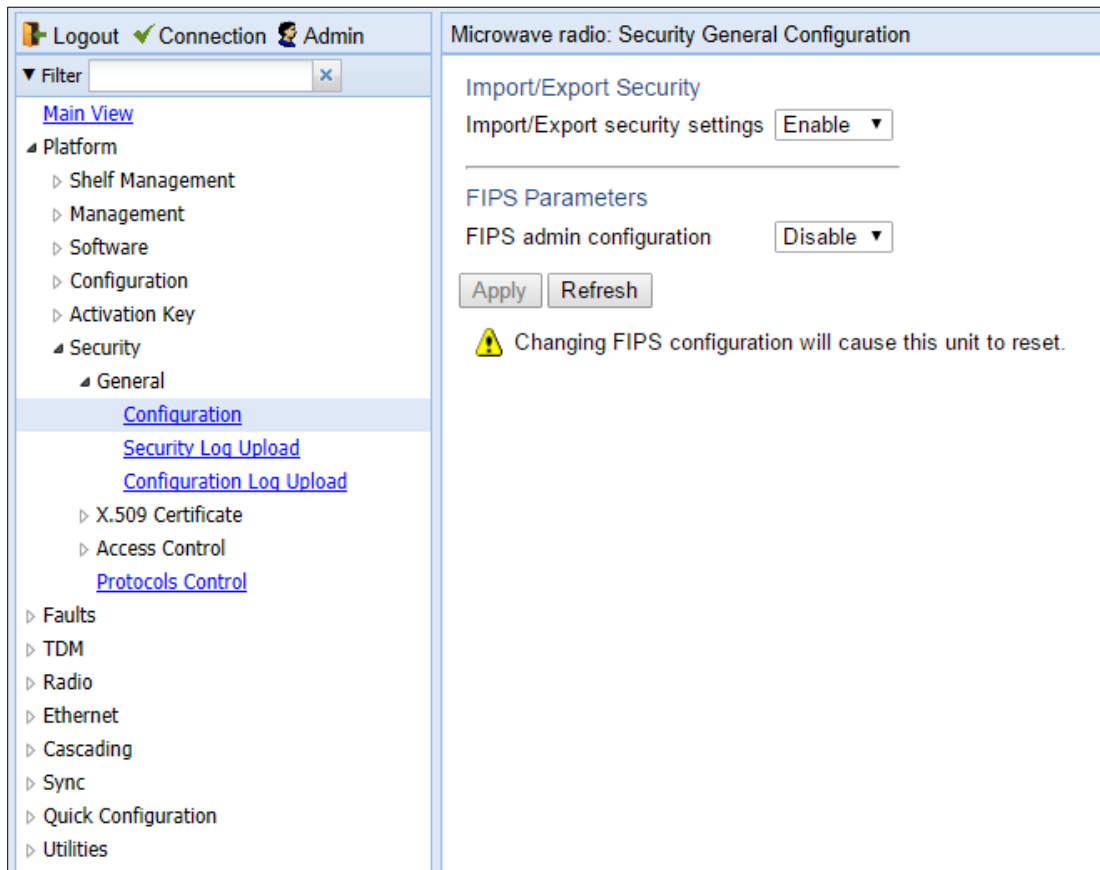 Logout Connection Admin
Filter
Main View
Platform
Shelf Management
Management
Software
Configuration
Activation Key
Security
General
Configuration
Security Log Upload
Configuration Log Upload
X.509 Certificate
Access Control
Protocols Control
Faults
TDM
Radio
Ethernet
Cascading
Sync
Quick Configuration
Utilities
Microwave radio: Security General Configuration
Import/Export Security
Import/Export security settings Enable
FIPS Parameters
FIPS admin configuration Disable
Apply Refresh
Changing FIPS configuration will cause this unit to reset.